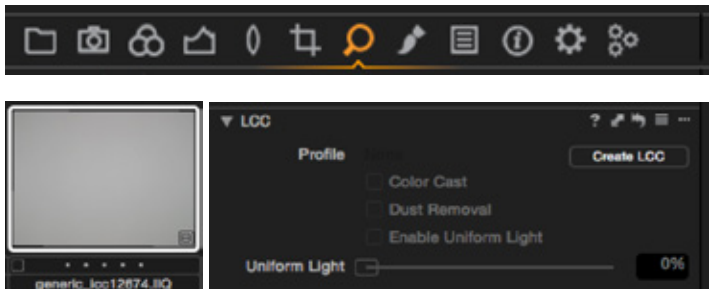 LCC
?
Profile
Create LCC
Color Cast
Dust Removal
Enable Uniform Light
Uniform Light
0%
generic_lcc12674.IIQ